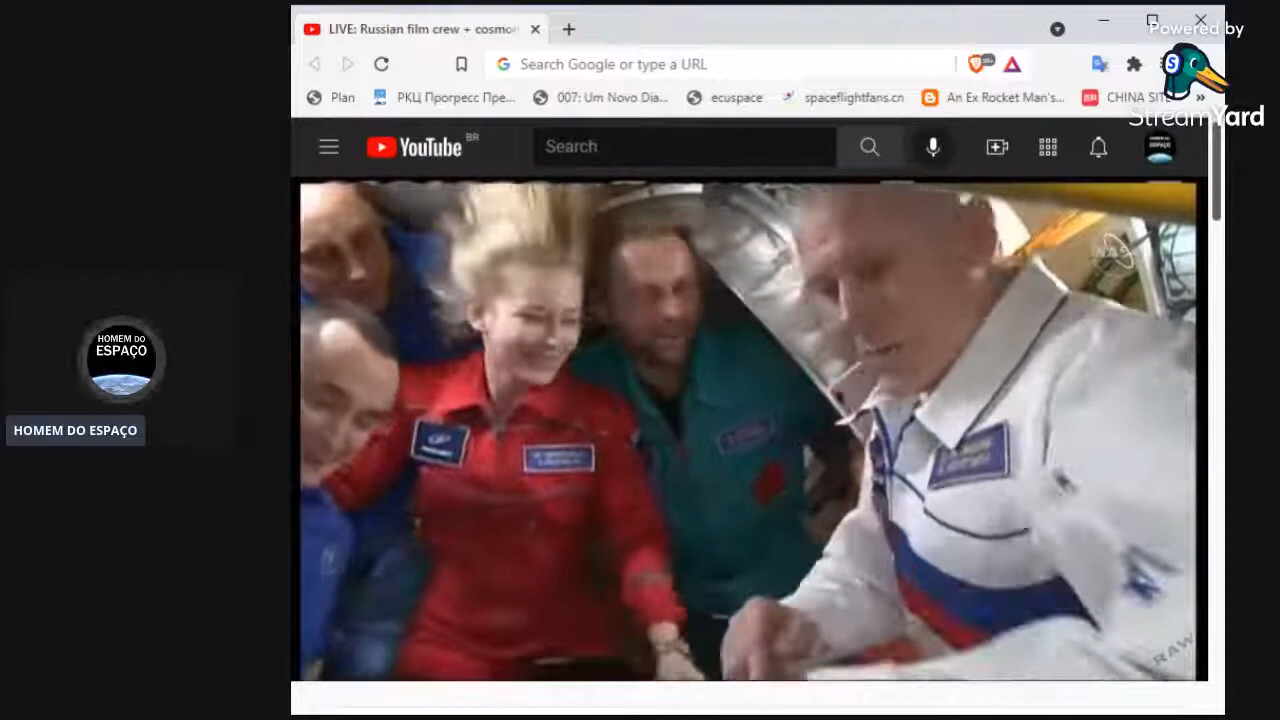 LIVE: Russian film crew + cosmo
Powered by
Search Google or type a URL
Plan
РКЦ Прогресс Пре...
007: Um Novo Dia...
ecuspace
spaceflightfans.cn
An Ex Rocket Man's...
CHINA SITE
StreamYard
YouTube BR
Search
HOMEM DO
ESPAÇO
HOMEM DO ESPAÇO
RAW